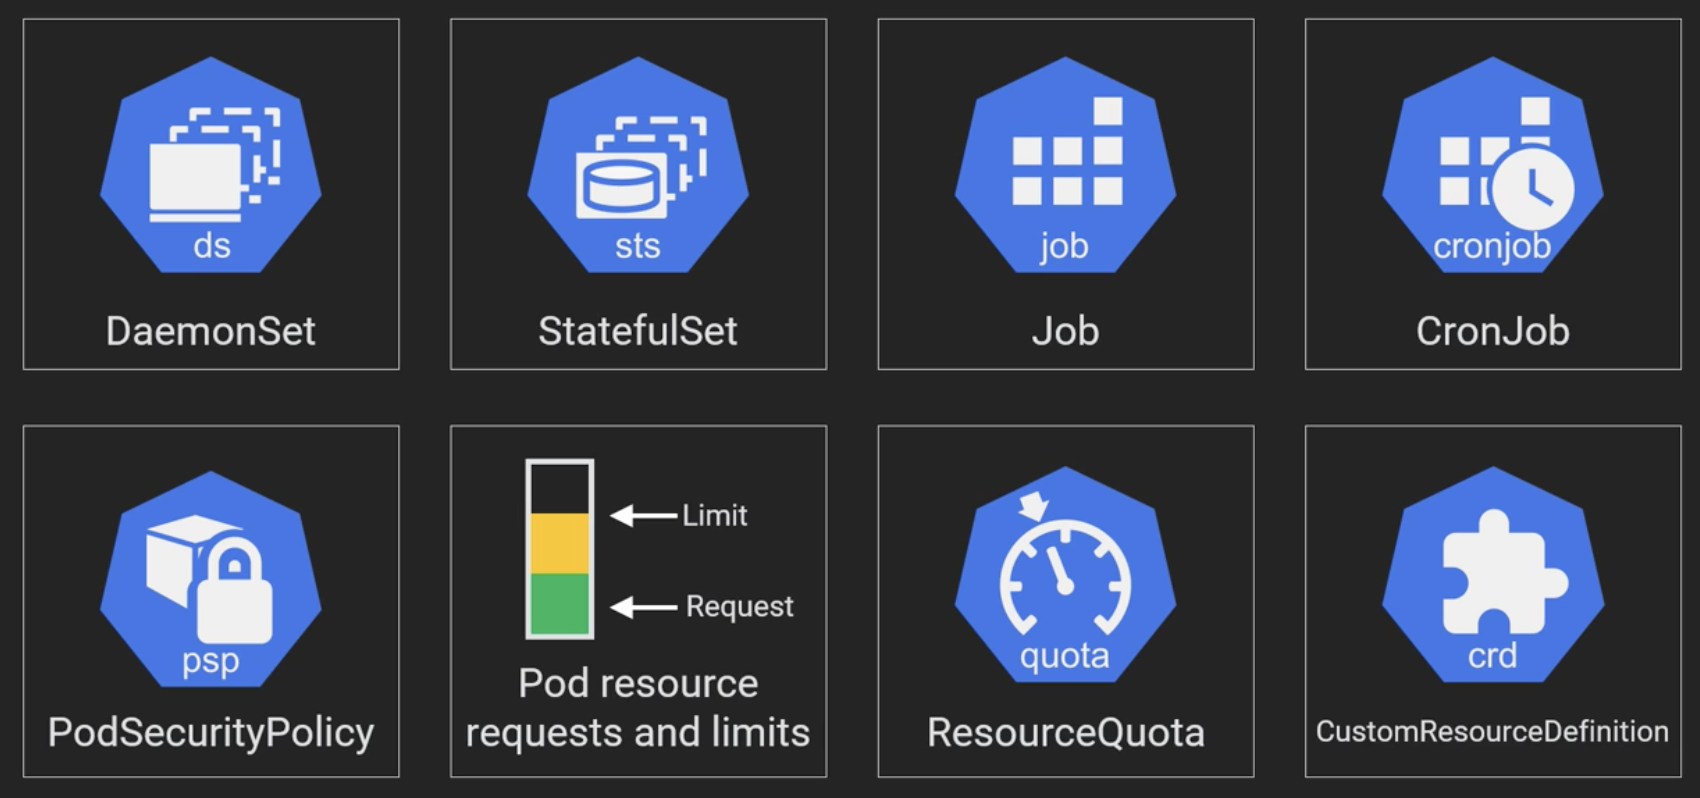 ds
DaemonSet
sts
StatefulSet
job
Job
cronjob
CronJob
psp
PodSecurityPolicy
Limit
Request
Pod resource
requests and limits
quota
ResourceQuota
crd
CustomResourceDefinition